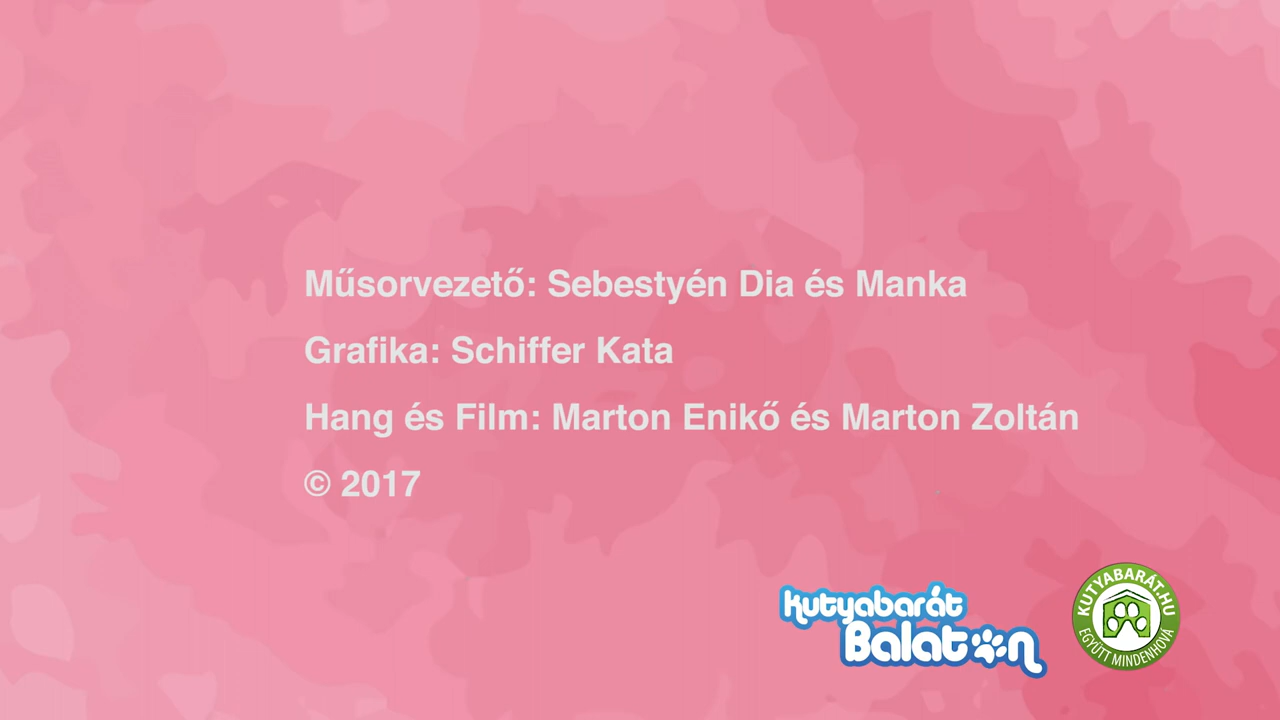 Műsorvezető: Sebestyén Dia és Manka
Grafika: Schiffer Kata
Hang és Film: Marton Enikő és Marton Zoltán
© 2017
kutyabarát
Balaton
KUTYABARÁT.HU
EGYÜTT MINDENHOVÁ